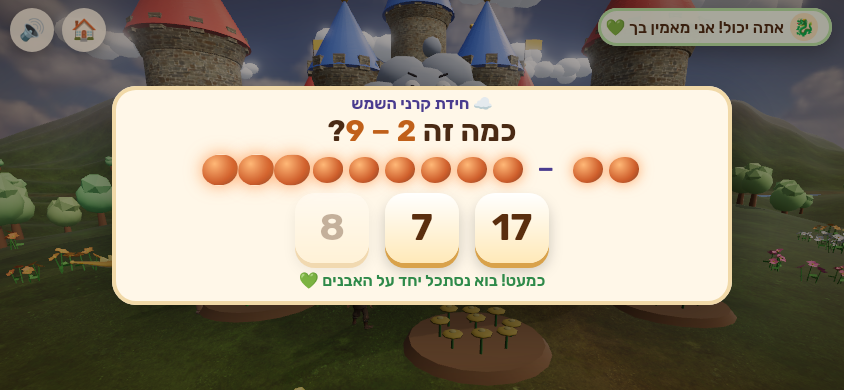 אתה יכול! אני מאמין בך 💚
☁️ חידת קרני השמש
כמה זה 2 – 9?
–
17
7
8
כמעט! בוא נסתכל יחד על האבנים 💚